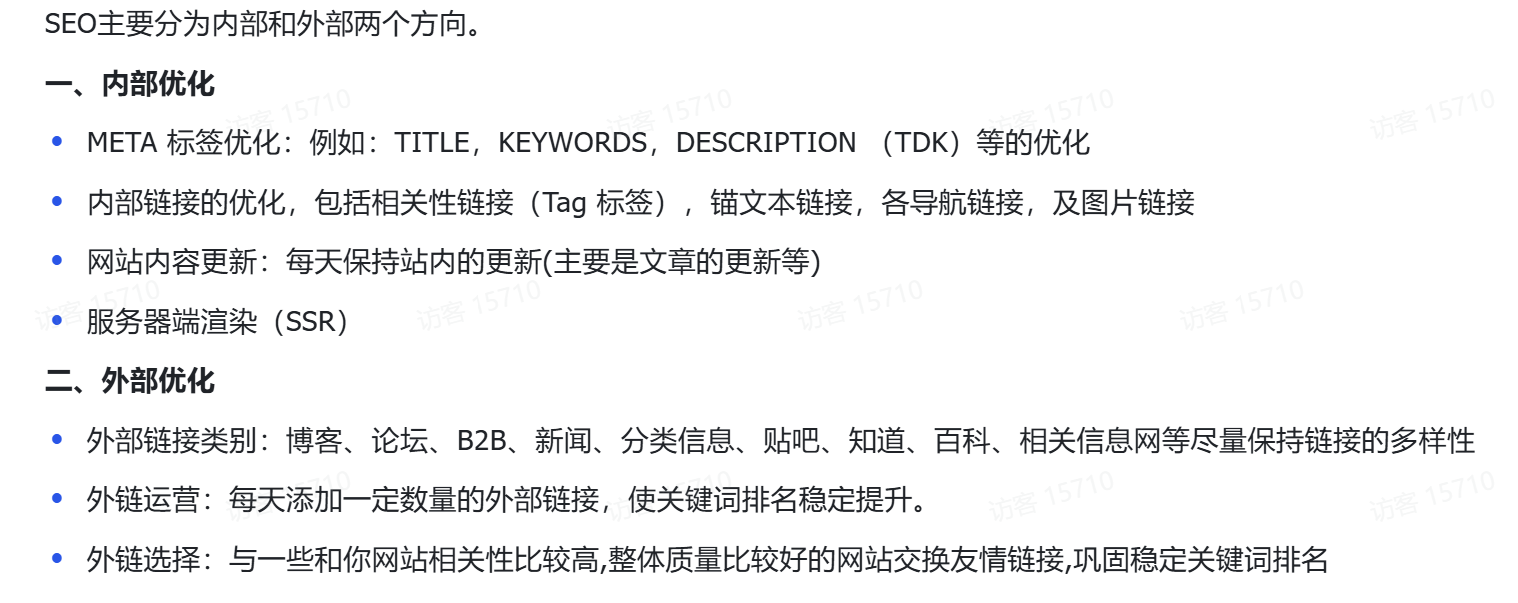 SEO主要分为内部和外部两个方向。
一、内部优化
访客 15710 访客 15710 访客 15710 访客 15710
• META 标签优化：例如：TITLE，KEYWORDS，DESCRIPTION （TDK）等的优化
• 内部链接的优化，包括相关性链接（Tag 标签），锚文本链接，各导航链接，及图片链接
• 网站内容更新：每天保持站内的更新(主要是文章的更新等)
访客 15710 访客 15710 访客 15710 访客 15710
• 服务器端渲染（SSR）
二、外部优化
• 外部链接类别：博客、论坛、B2B、新闻、分类信息、贴吧、知道、百科、相关信息网等尽量保持链接的多样性
访客 15710 访客 15710 访客 15710 访客 15710
• 外链运营：每天添加一定数量的外部链接，使关键词排名稳定提升。
• 外链选择：与一些和你网站相关性比较高,整体质量比较好的网站交换友情链接,巩固稳定关键词排名